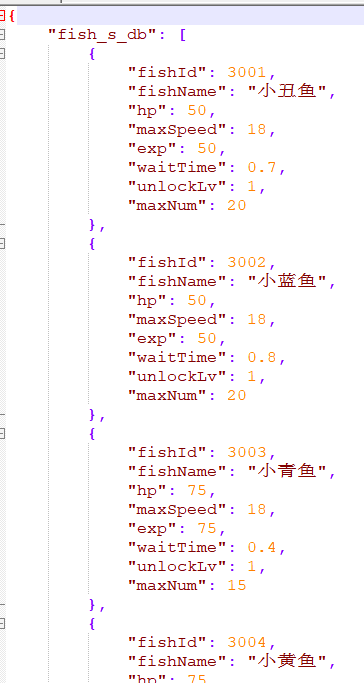 {
"fish_s_db": [
{
"fishId": 3001,
"fishName": "小丑鱼",
"hp": 50,
"maxSpeed": 18,
"exp": 50,
"waitTime": 0.7,
"unlockLv": 1,
"maxNum": 20
},
{
"fishId": 3002,
"fishName": "小蓝鱼",
"hp": 50,
"maxSpeed": 18,
"exp": 50,
"waitTime": 0.8,
"unlockLv": 1,
"maxNum": 20
},
{
"fishId": 3003,
"fishName": "小青鱼",
"hp": 75,
"maxSpeed": 18,
"exp": 75,
"waitTime": 0.4,
"unlockLv": 1,
"maxNum": 15
},
{
"fishId": 3004,
"fishName": "小黄鱼",
"hp": 75